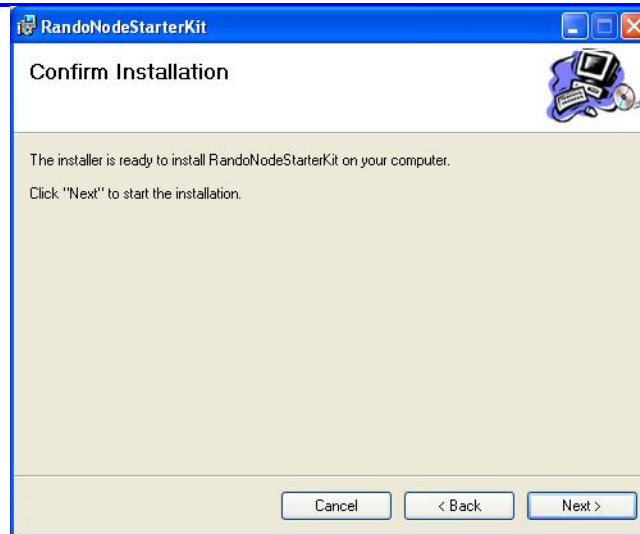 RandoNodeStarterKit
Confirm Installation
The installer is ready to install RandoNodeStarterKit on your computer.
Click "Next" to start the installation.
Cancel
< Back
Next >